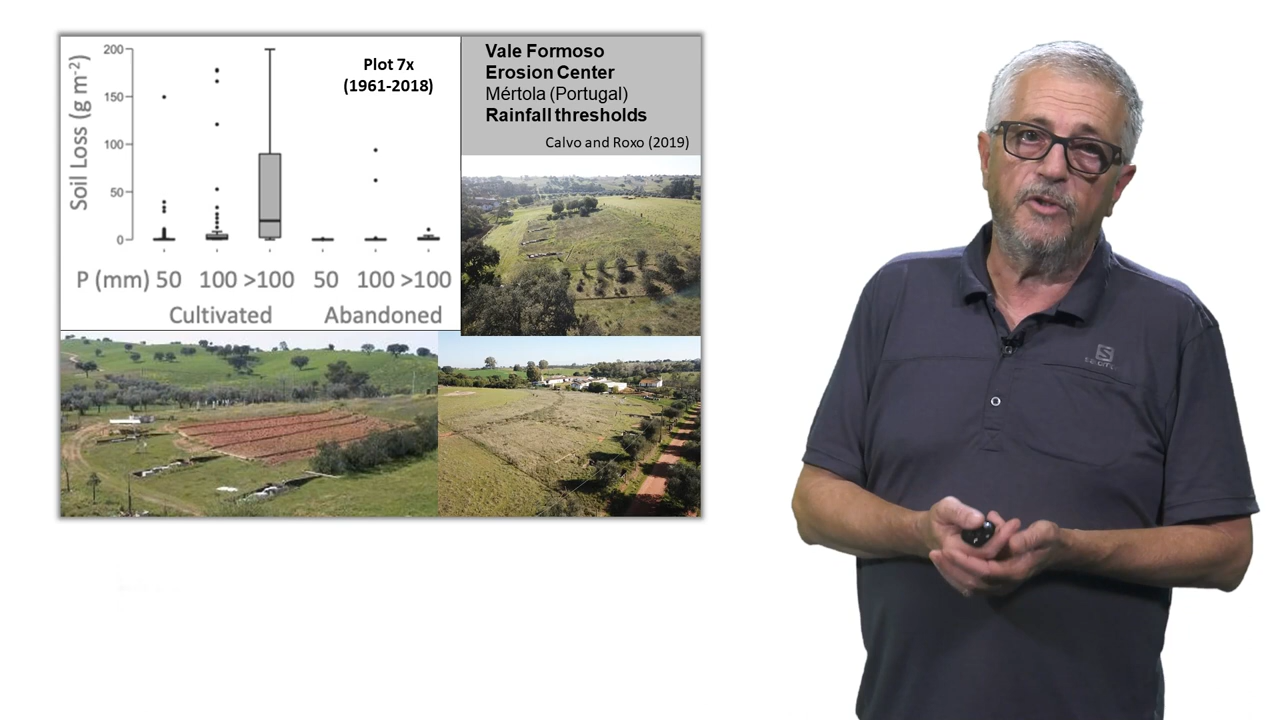 200
150
100
50
0
Soil Loss (g m-2)
Plot 7x
(1961-2018)
P (mm) 50 100 >100 50 100 >100
Cultivated Abandoned
Vale Formoso
Erosion Center
Mértola (Portugal)
Rainfall thresholds
Calvo and Roxo (2019)